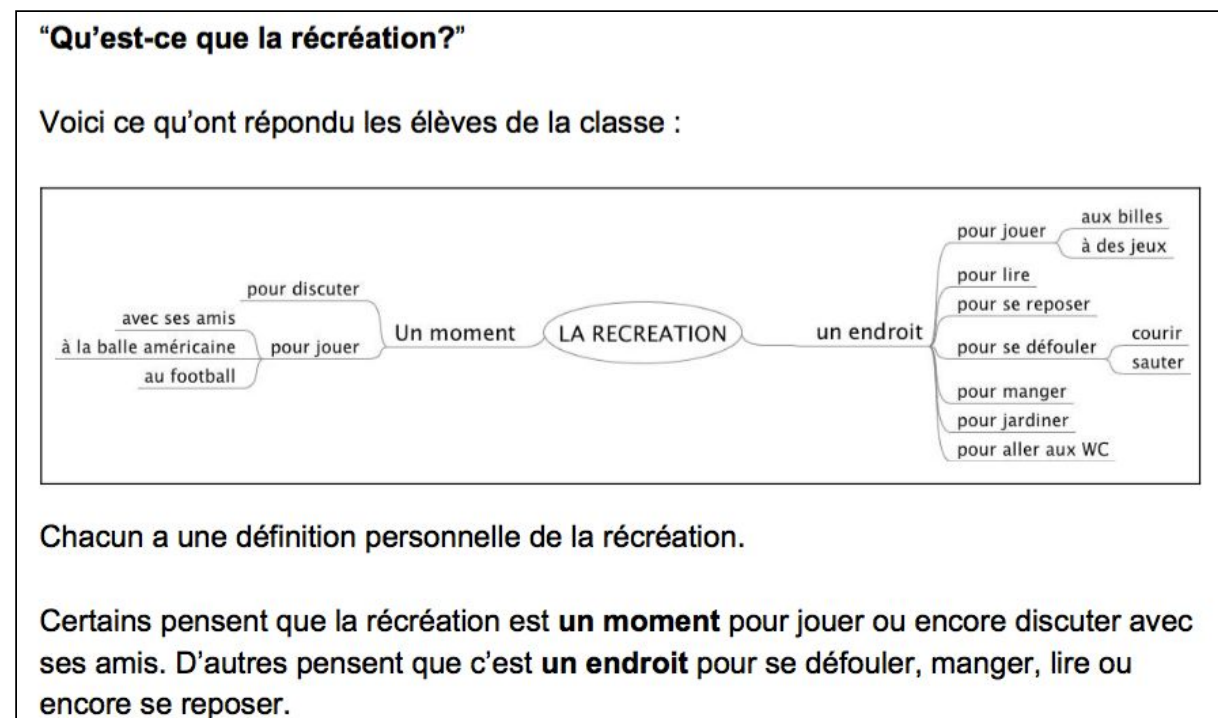 “Qu’est-ce que la récréation?”
Voici ce qu’ont répondu les élèves de la classe :
LA RECREATION
Un moment
pour discuter
pour jouer
avec ses amis
à la balle américaine
au football
un endroit
pour jouer
aux billes
à des jeux
pour lire
pour se reposer
pour se défouler
courir
sauter
pour manger
pour jardiner
pour aller aux WC
Chacun a une définition personnelle de la récréation.
Certains pensent que la récréation est un moment pour jouer ou encore discuter avec
ses amis. D’autres pensent que c’est un endroit pour se défouler, manger, lire ou
encore se reposer.